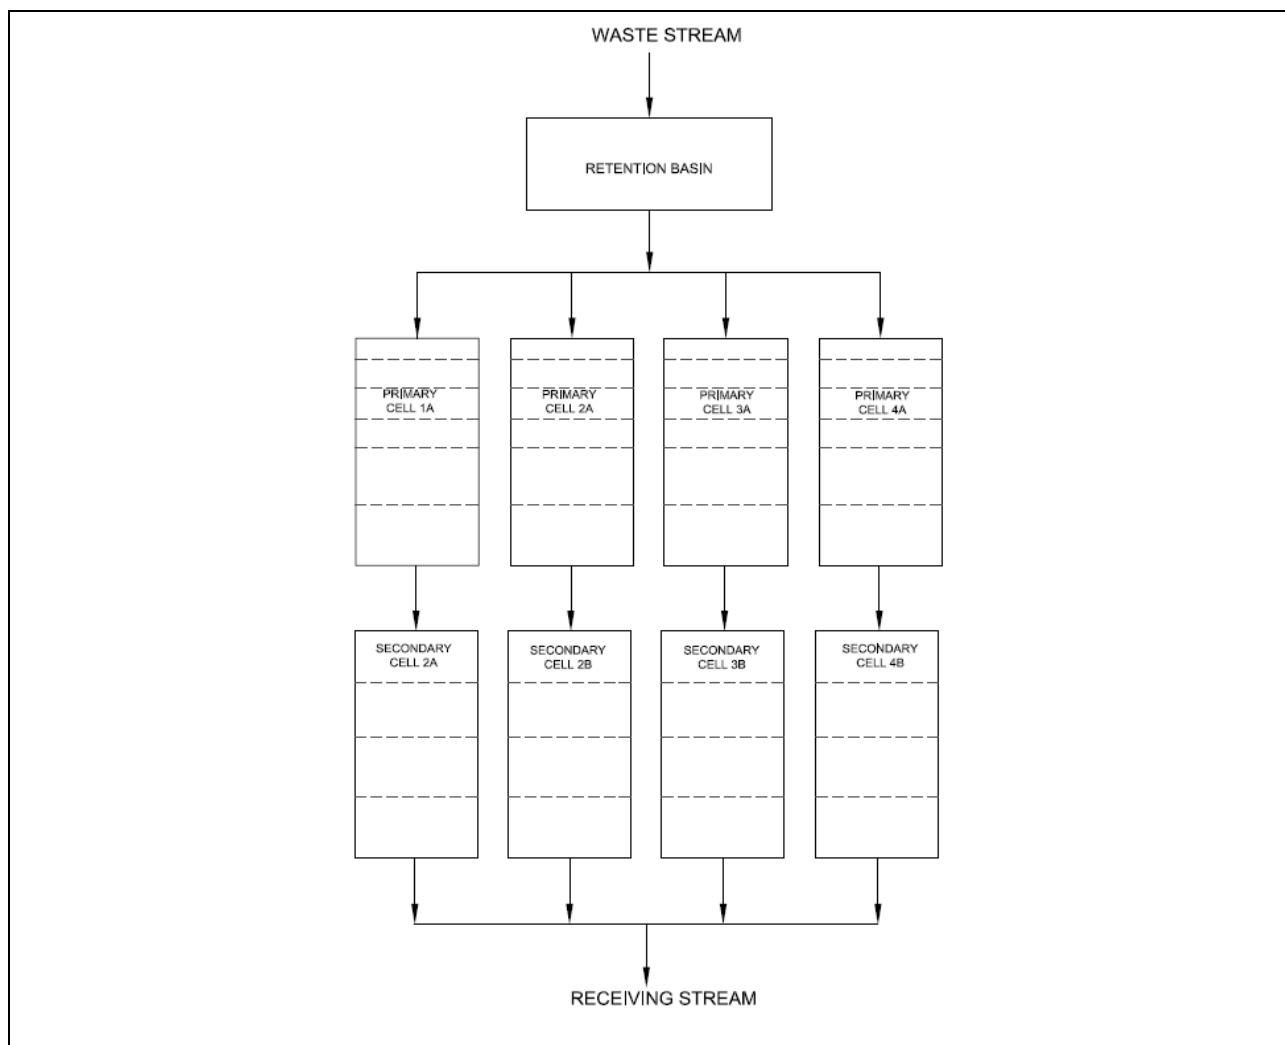 WASTE STREAM
RETENTION BASIN
PRIMARY
CELL 1A
PRIMARY
CELL 2A
PRIMARY
CELL 3A
PRIMARY
CELL 4A
SECONDARY
CELL 2A
SECONDARY
CELL 2B
SECONDARY
CELL 3B
SECONDARY
CELL 4B
RECEIVING STREAM